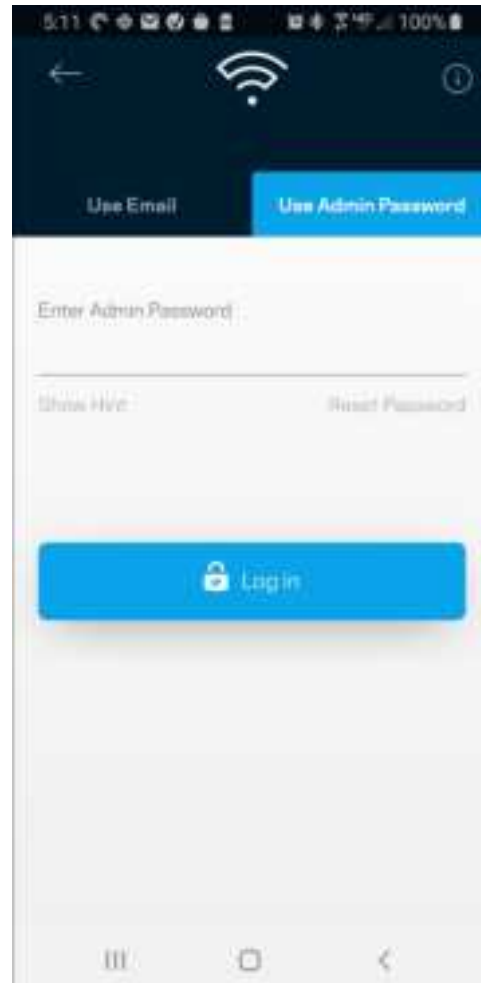 5:11 100%
Use Email Use Admin Password
Enter Admin Password
Show Hint Reset Password
Log in